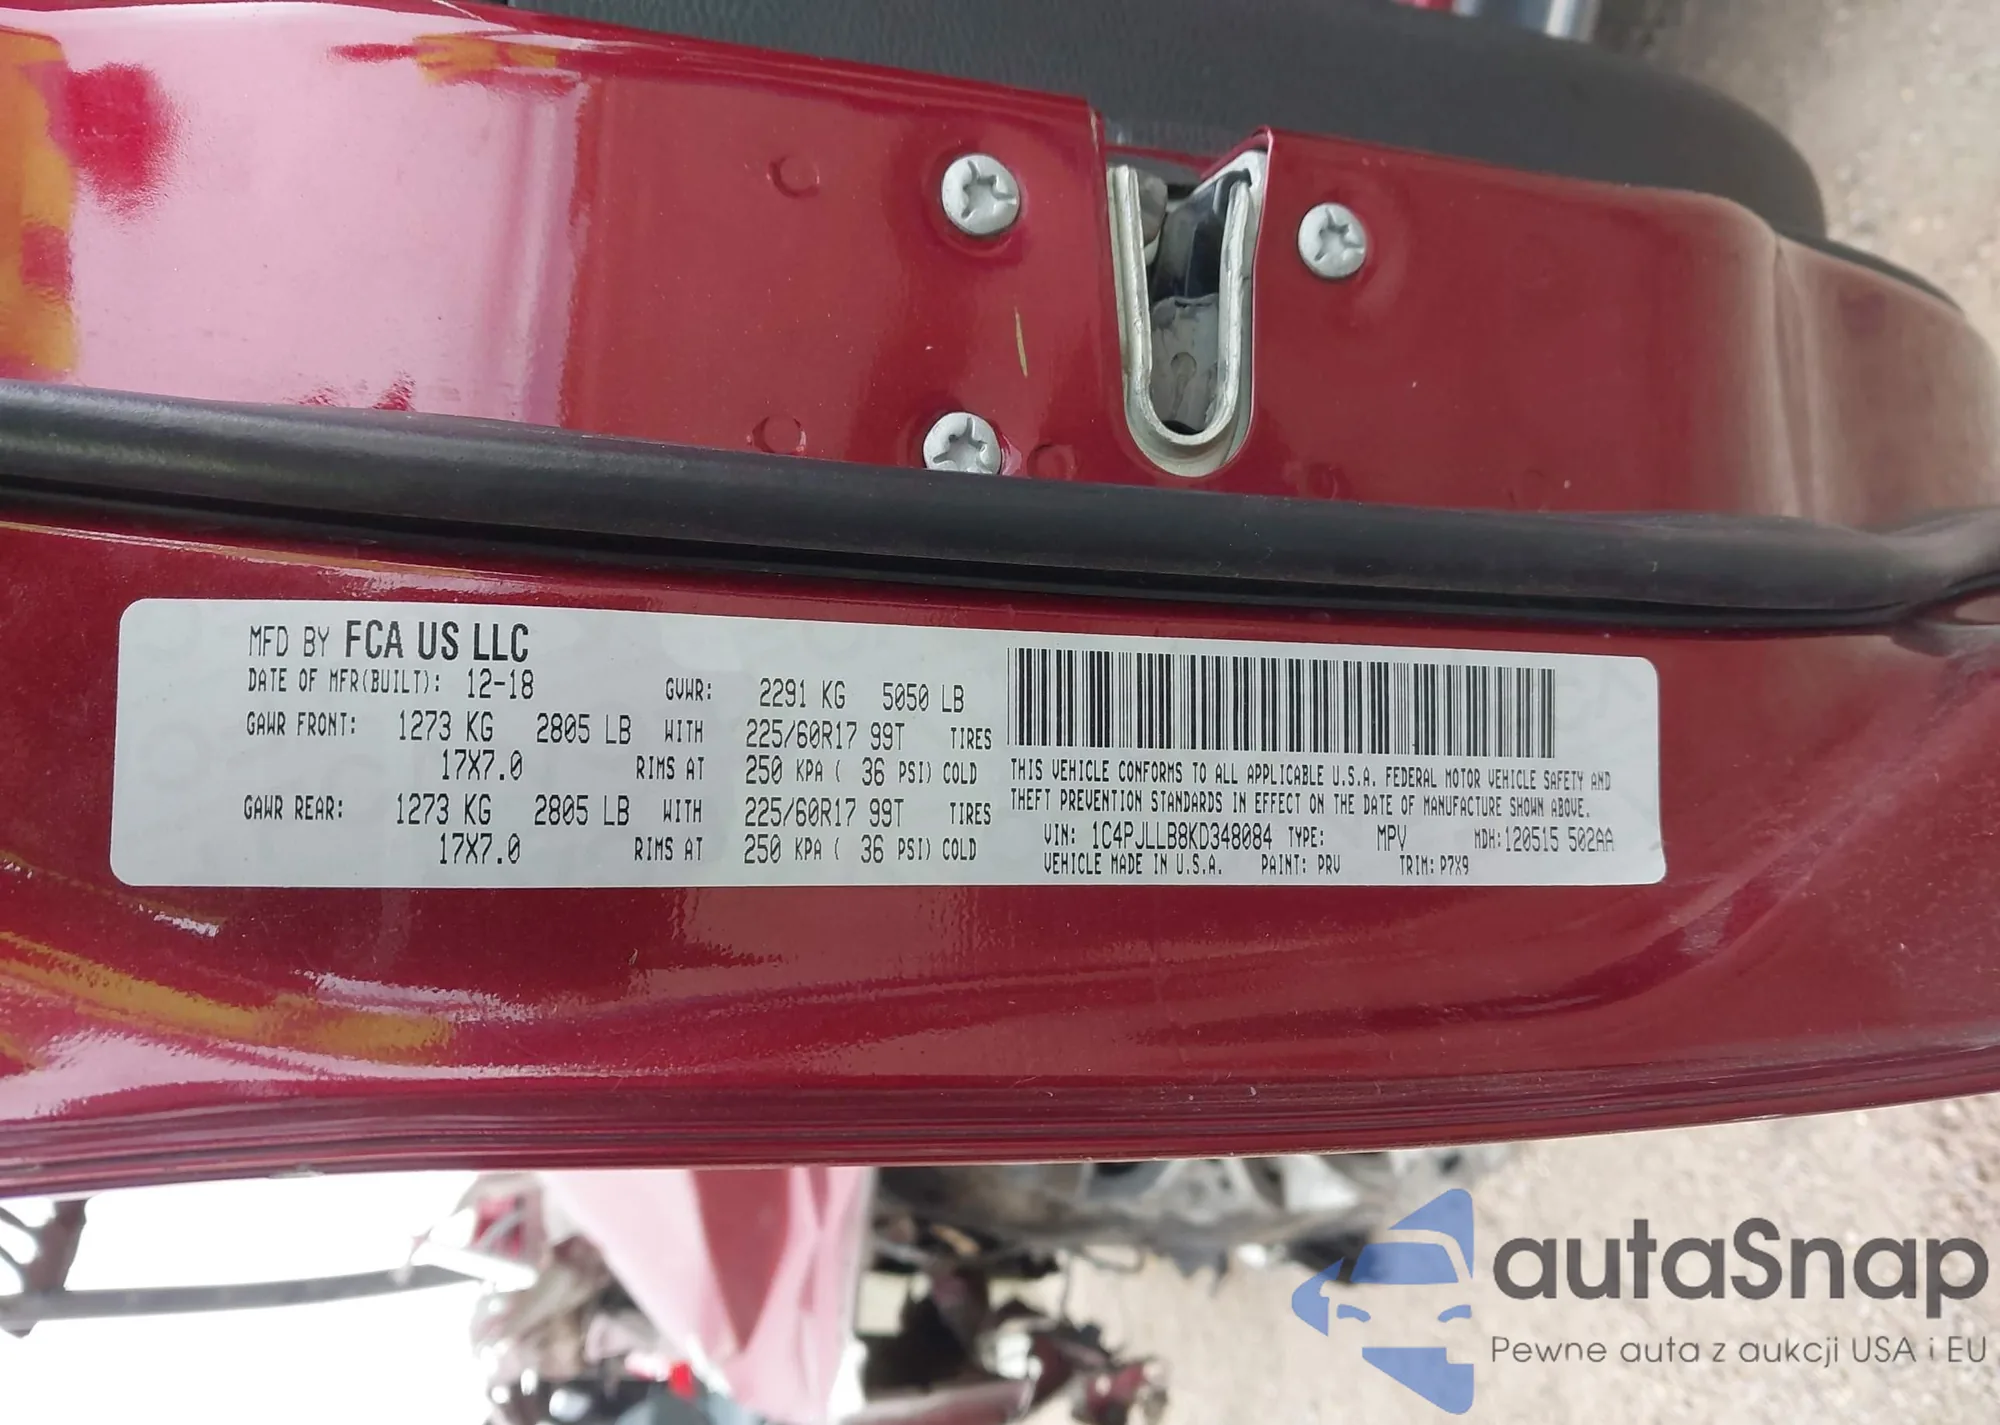 MFD BY FCA US LLC
DATE OF MFR(BUILT): 12-18 GVWR: 2291 KG 5050 LB
GAWR FRONT: 1273 KG 2805 LB WITH 225/60R17 99T TIRES
17X7.0 RIMS AT 250 KPA ( 36 PSI) COLD
GAWR REAR: 1273 KG 2805 LB WITH 225/60R17 99T TIRES
17X7.0 RIMS AT 250 KPA ( 36 PSI) COLD
THIS VEHICLE CONFORMS TO ALL APPLICABLE U.S.A. FEDERAL MOTOR VEHICLE SAFETY AND
THEFT PREVENTION STANDARDS IN EFFECT ON THE DATE OF MANUFACTURE SHOWN ABOVE.
VIN: 1C4PJLLB8KD348084 TYPE: MPV MDH:120515 502AA
VEHICLE MADE IN U.S.A. PAINT: PRV TRIM: P7X9
autaSnap
Pewne auta z aukcji USA i EU